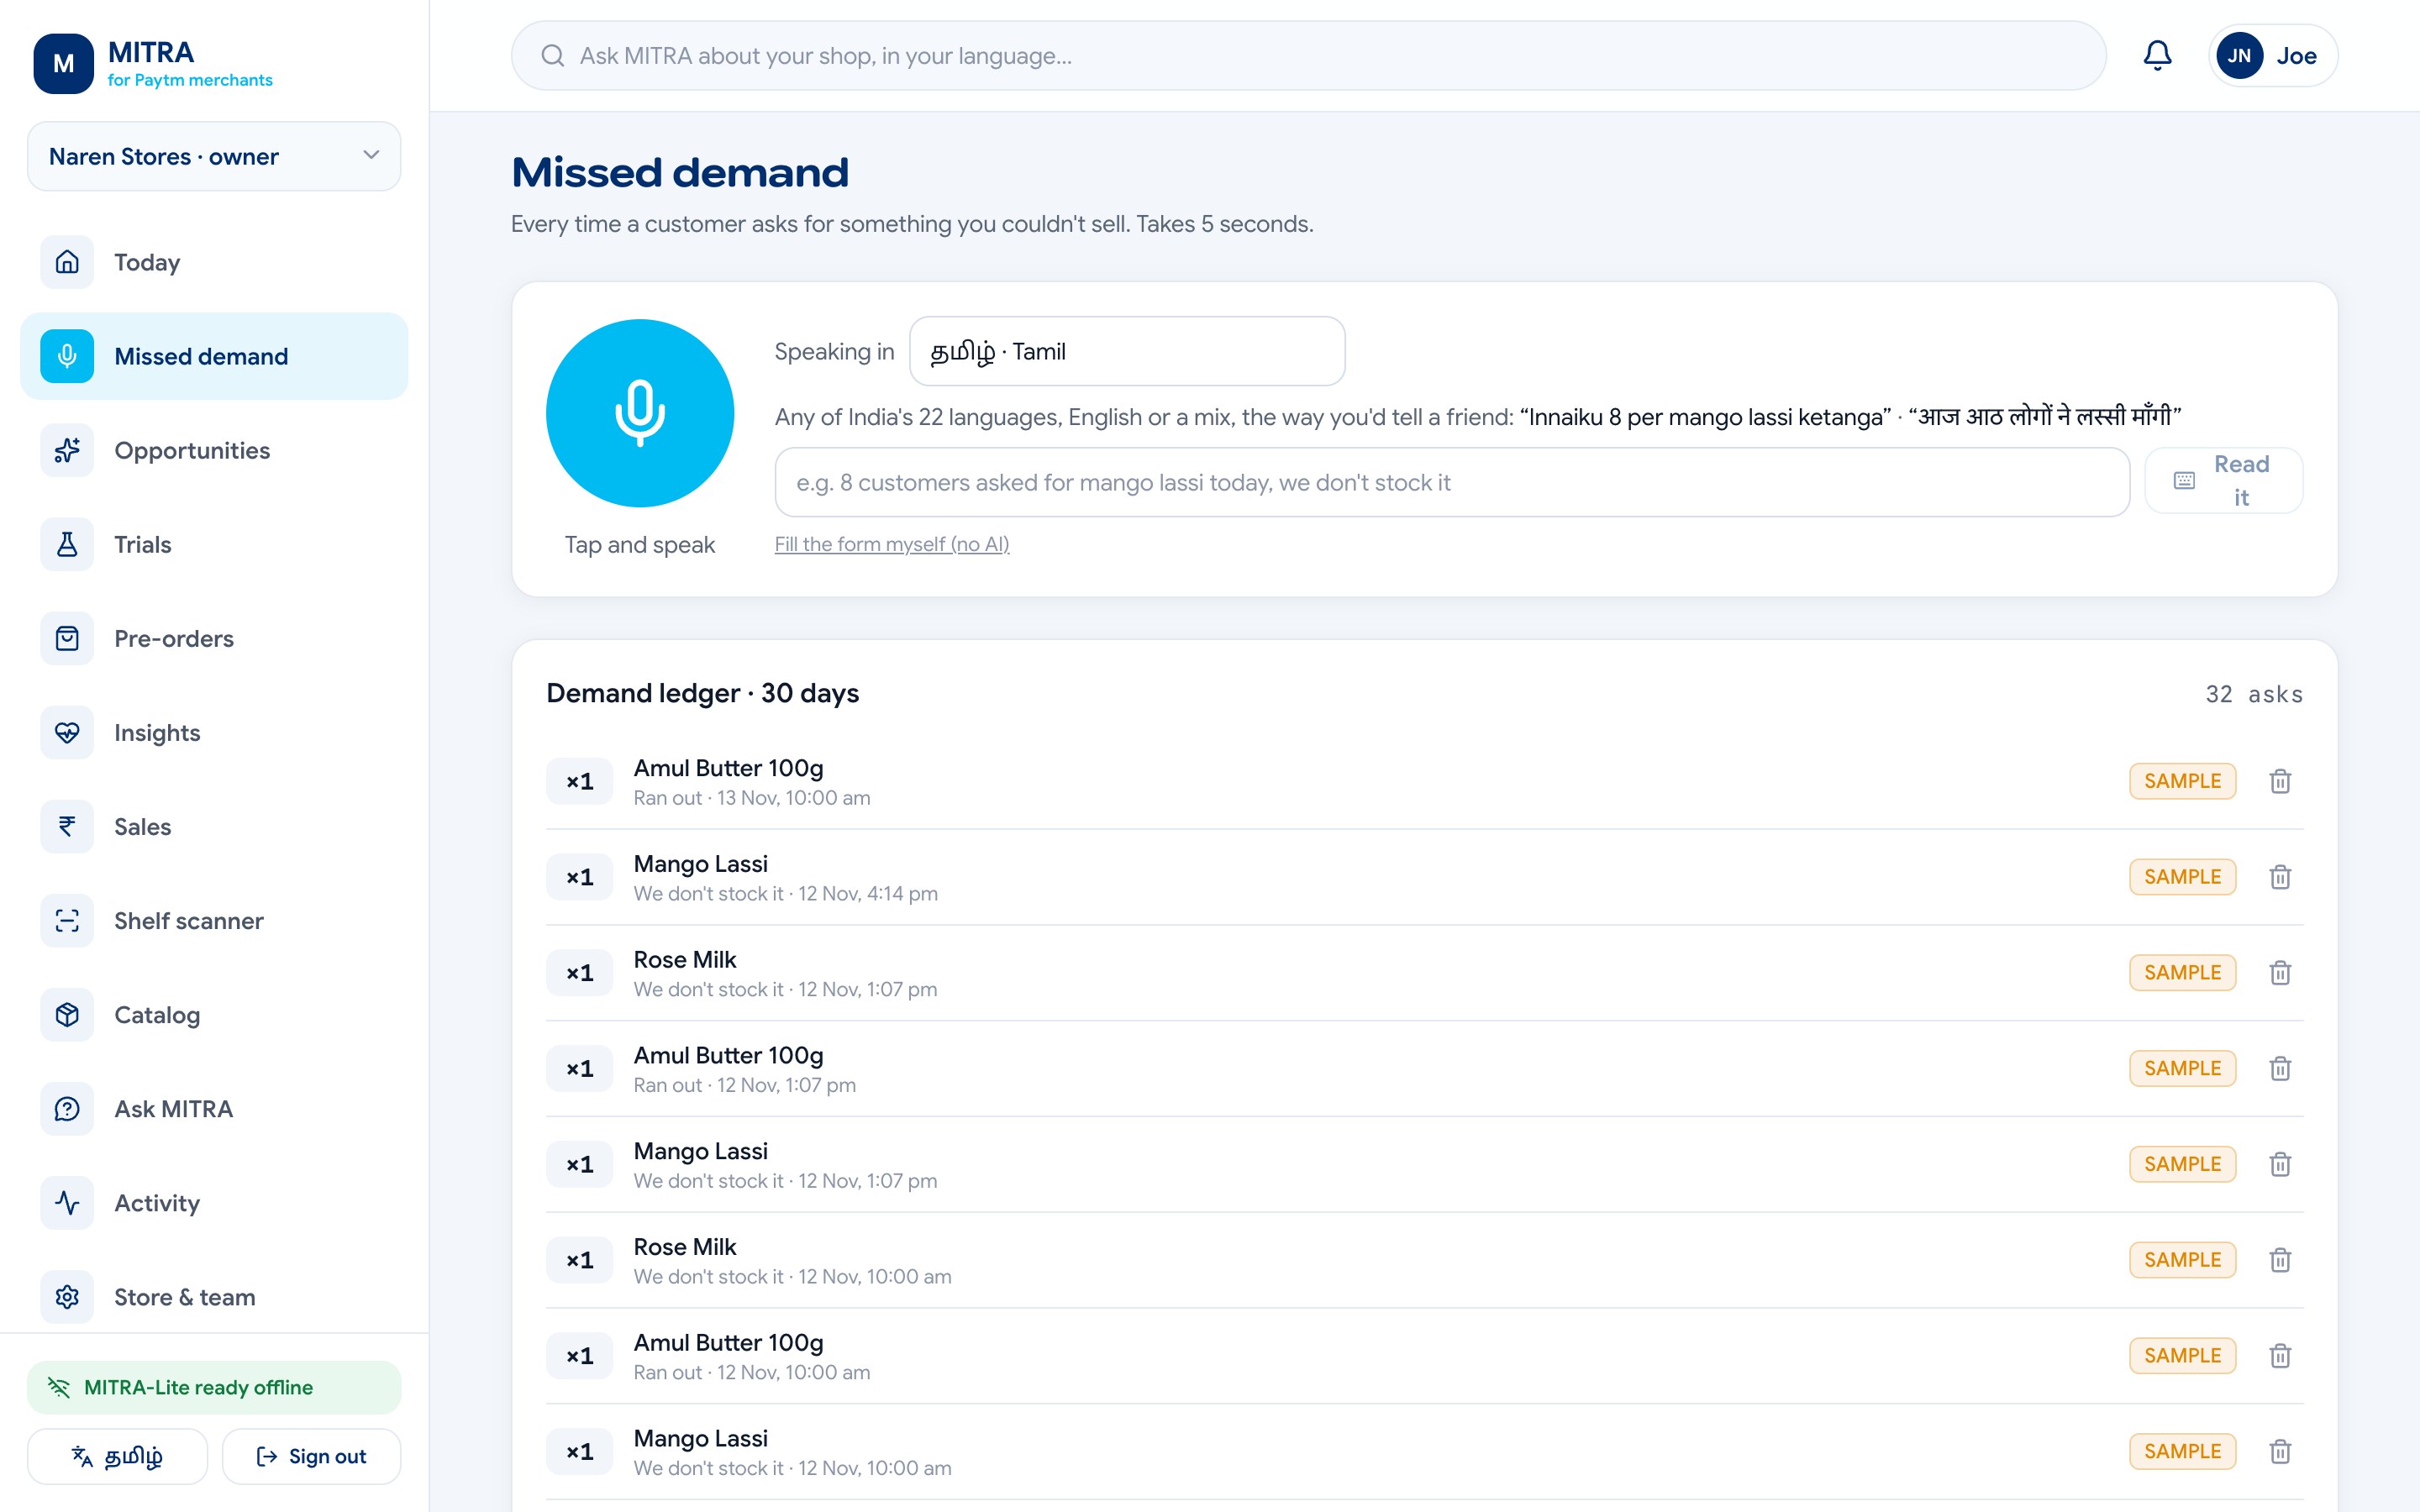 M
MITRA
for Paytm merchants
Naren Stores · owner
Today
Missed demand
Opportunities
Trials
Pre-orders
Insights
Sales
Shelf scanner
Catalog
Ask MITRA
Activity
Store & team
MITRA-Lite ready offline
தமிழ்
Sign out
Ask MITRA about your shop, in your language...
JN
Joe
Missed demand
Every time a customer asks for something you couldn't sell. Takes 5 seconds.
Tap and speak
Speaking in
தமிழ் · Tamil
Any of India's 22 languages, English or a mix, the way you'd tell a friend: “Innaiku 8 per mango lassi ketanga” · “आज आठ लोगों ने लस्सी माँगी”
e.g. 8 customers asked for mango lassi today, we don't stock it
Read
it
Fill the form myself (no AI)
Demand ledger · 30 days
32 asks
×1
Amul Butter 100g
Ran out · 13 Nov, 10:00 am
SAMPLE
×1
Mango Lassi
We don't stock it · 12 Nov, 4:14 pm
SAMPLE
×1
Rose Milk
We don't stock it · 12 Nov, 1:07 pm
SAMPLE
×1
Amul Butter 100g
Ran out · 12 Nov, 1:07 pm
SAMPLE
×1
Mango Lassi
We don't stock it · 12 Nov, 1:07 pm
SAMPLE
×1
Rose Milk
We don't stock it · 12 Nov, 10:00 am
SAMPLE
×1
Amul Butter 100g
Ran out · 12 Nov, 10:00 am
SAMPLE
×1
Mango Lassi
We don't stock it · 12 Nov, 10:00 am
SAMPLE